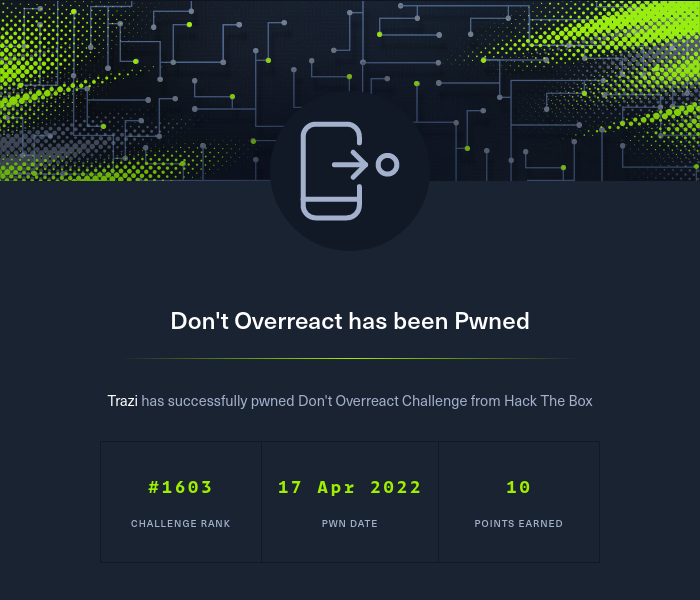 Don't Overreact has been Pwned
Trazi has successfully pwned Don't Overreact Challenge from Hack The Box
#1603
CHALLENGE RANK
17 Apr 2022
PWN DATE
10
POINTS EARNED